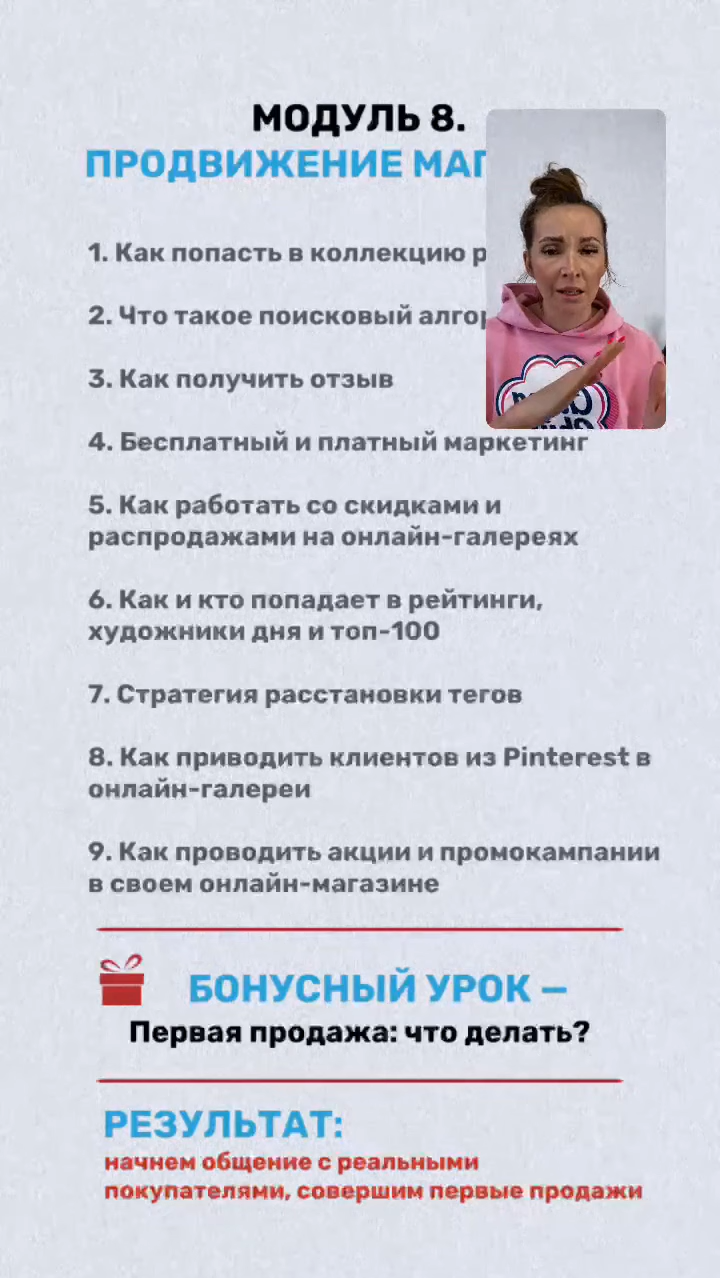 МОДУЛЬ 8.
ПРОДВИЖЕНИЕ
1. Как попасть в коллекцию
2. Что такое поисковый
3. Как получить отзыв
4. Бесплатный и платный маркетинг
5. Как работать со скидками и
распродажами на онлайн-галереях
6. Как и кто попадает в рейтинги,
художники дня и топ-100
7. Стратегия расстановки тегов
8. Как приводить клиентов из Pinterest в
онлайн-галереи
9. Как проводить акции и промокампании
в своем онлайн-магазине
БОНУСНЫЙ УРОК —
Первая продажа: что делать?
РЕЗУЛЬТАТ:
начнем общение с реальными
покупателями, совершим первые продажи